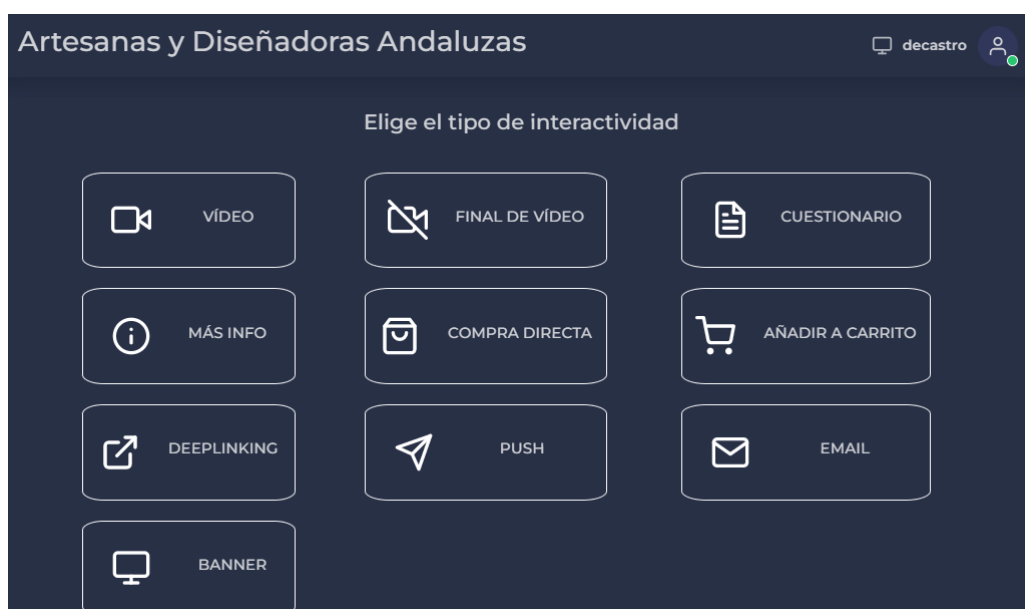 Artesanas y Diseñadoras Andaluzas
decastro
Elige el tipo de interactividad
VÍDEO
FINAL DE VÍDEO
CUESTIONARIO
MÁS INFO
COMPRA DIRECTA
AÑADIR A CARRITO
DEEPLINKING
PUSH
EMAIL
BANNER